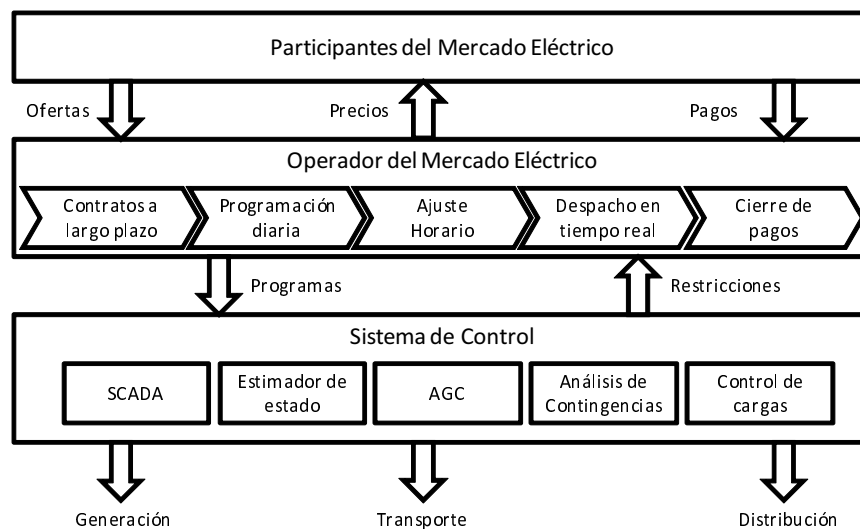 Participantes del Mercado Eléctrico
Ofertas
Precios
Pagos
Operador del Mercado Eléctrico
Contratos a
largo plazo
Programación
diaria
Ajuste
Horario
Despacho en
tiempo real
Cierre de
pagos
Programas
Restricciones
Sistema de Control
SCADA
Estimador de
estado
AGC
Análisis de
Contingencias
Control de
cargas
Generación
Transporte
Distribución